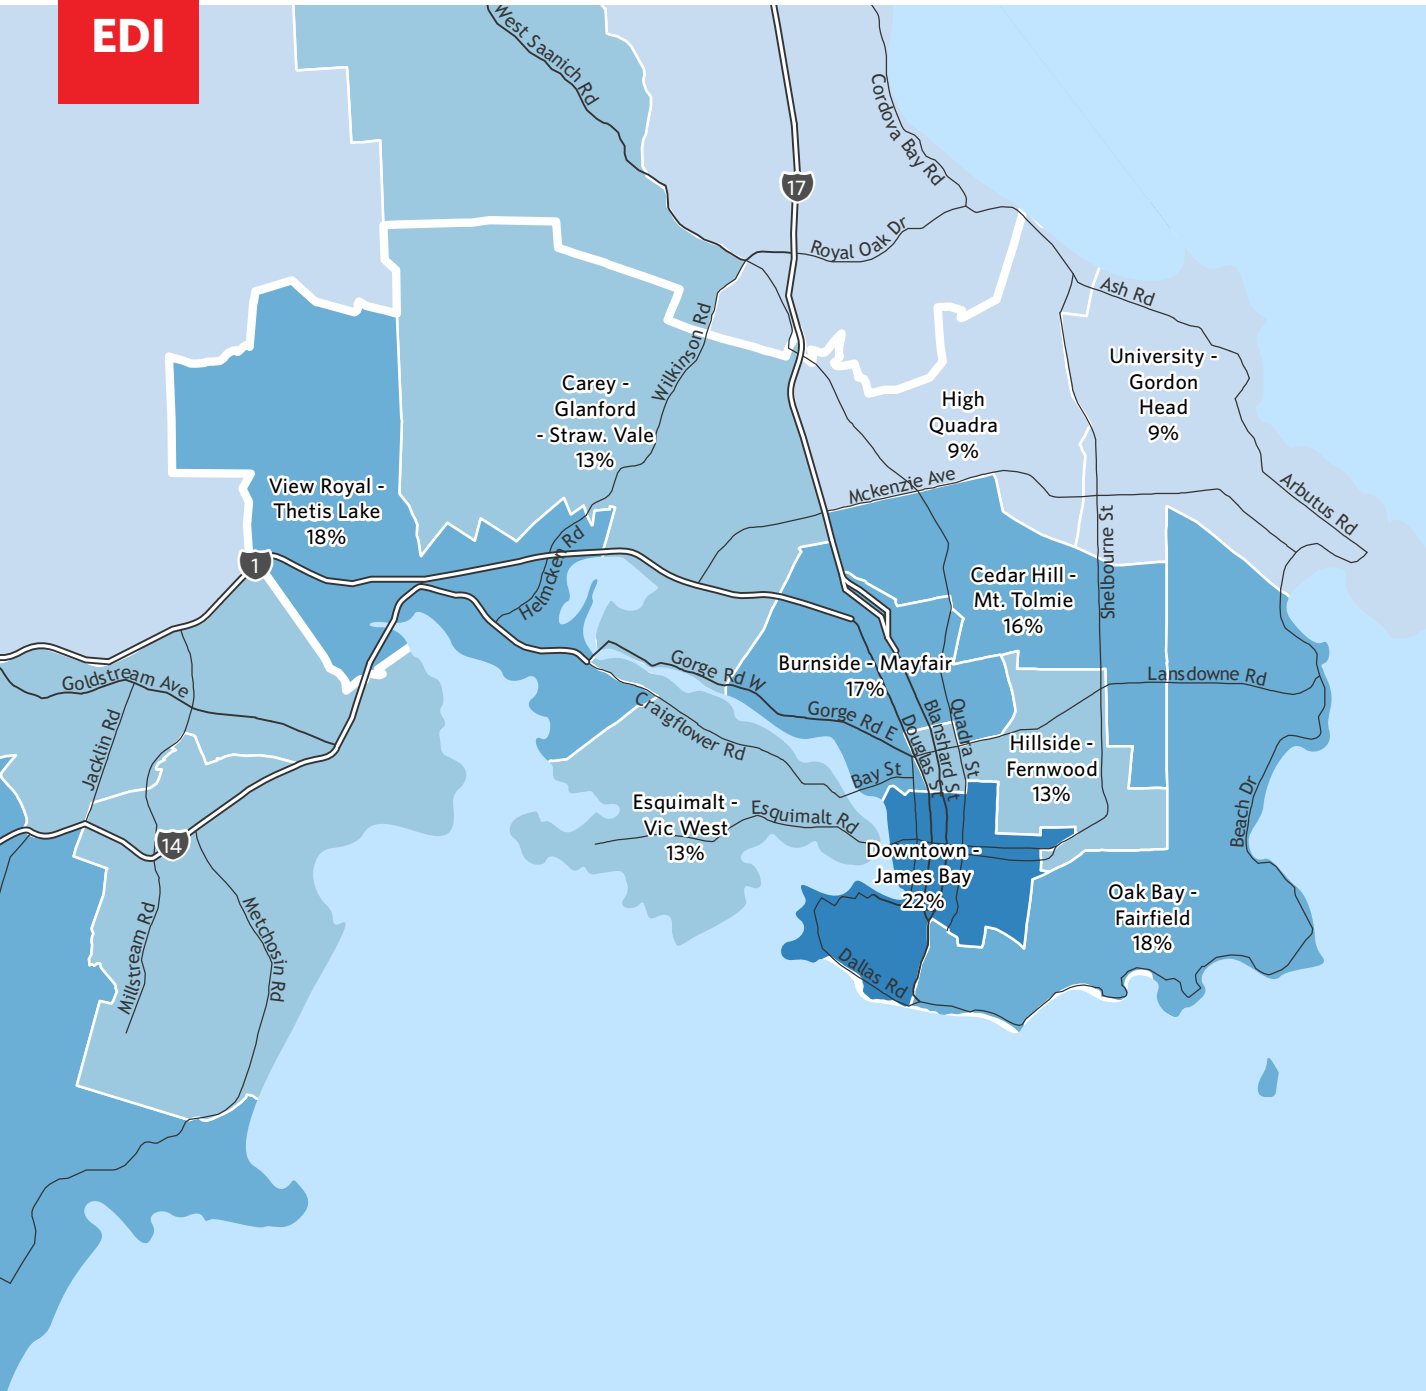 EDI
West Saanich Rd
Cordova Bay Rd
17
Royal Oak Dr
Ash Rd
Wilkinson Rd
University -
Gordon
Head
9%
Carey -
Glanford
- Straw. Vale
13%
High
Quadra
9%
Mckenzie Ave
Arbutus Rd
View Royal -
Thetis Lake
18%
Shelbourne St
1
Helmcken Rd
Cedar Hill -
Mt. Tolmie
16%
Burnside - Mayfair
17%
Gorge Rd W
Lansdowne Rd
Goldstream Ave
Jacklin Rd
Craigflower Rd
Gorge Rd E
Douglas St
Blanshard St
Quadra St
Hillside -
Fernwood
13%
Bay St
Esquimalt -
Vic West
13%
Esquimalt Rd
Beach Dr
14
Downtown -
James Bay
22%
Oak Bay -
Fairfield
18%
Millstream Rd
Metchosin Rd
Dallas Rd